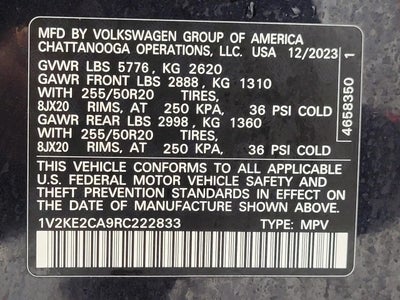 MFD BY VOLKSWAGEN GROUP OF AMERICA
CHATTANOOGA OPERATIONS, LLC. USA 12/2023
GVWR LBS 5776, KG 2620
GAWR FRONT LBS 2888, KG 1310
WITH 255/50R20 TIRES,
8JX20 RIMS, AT 250 KPA, 36 PSI COLD
GAWR REAR LBS 2998, KG 1360
WITH 255/50R20 TIRES,
8JX20 RIMS, AT 250 KPA, 36 PSI COLD
THIS VEHICLE CONFORMS TO ALL APPLICABLE
U.S. FEDERAL MOTOR VEHICLE SAFETY AND
THEFT PREVENTION STANDARDS IN EFFECT ON
THE DATE OF MANUFACTURE SHOWN ABOVE.
1V2KE2CA9RC222833 TYPE: MPV
4658350 1